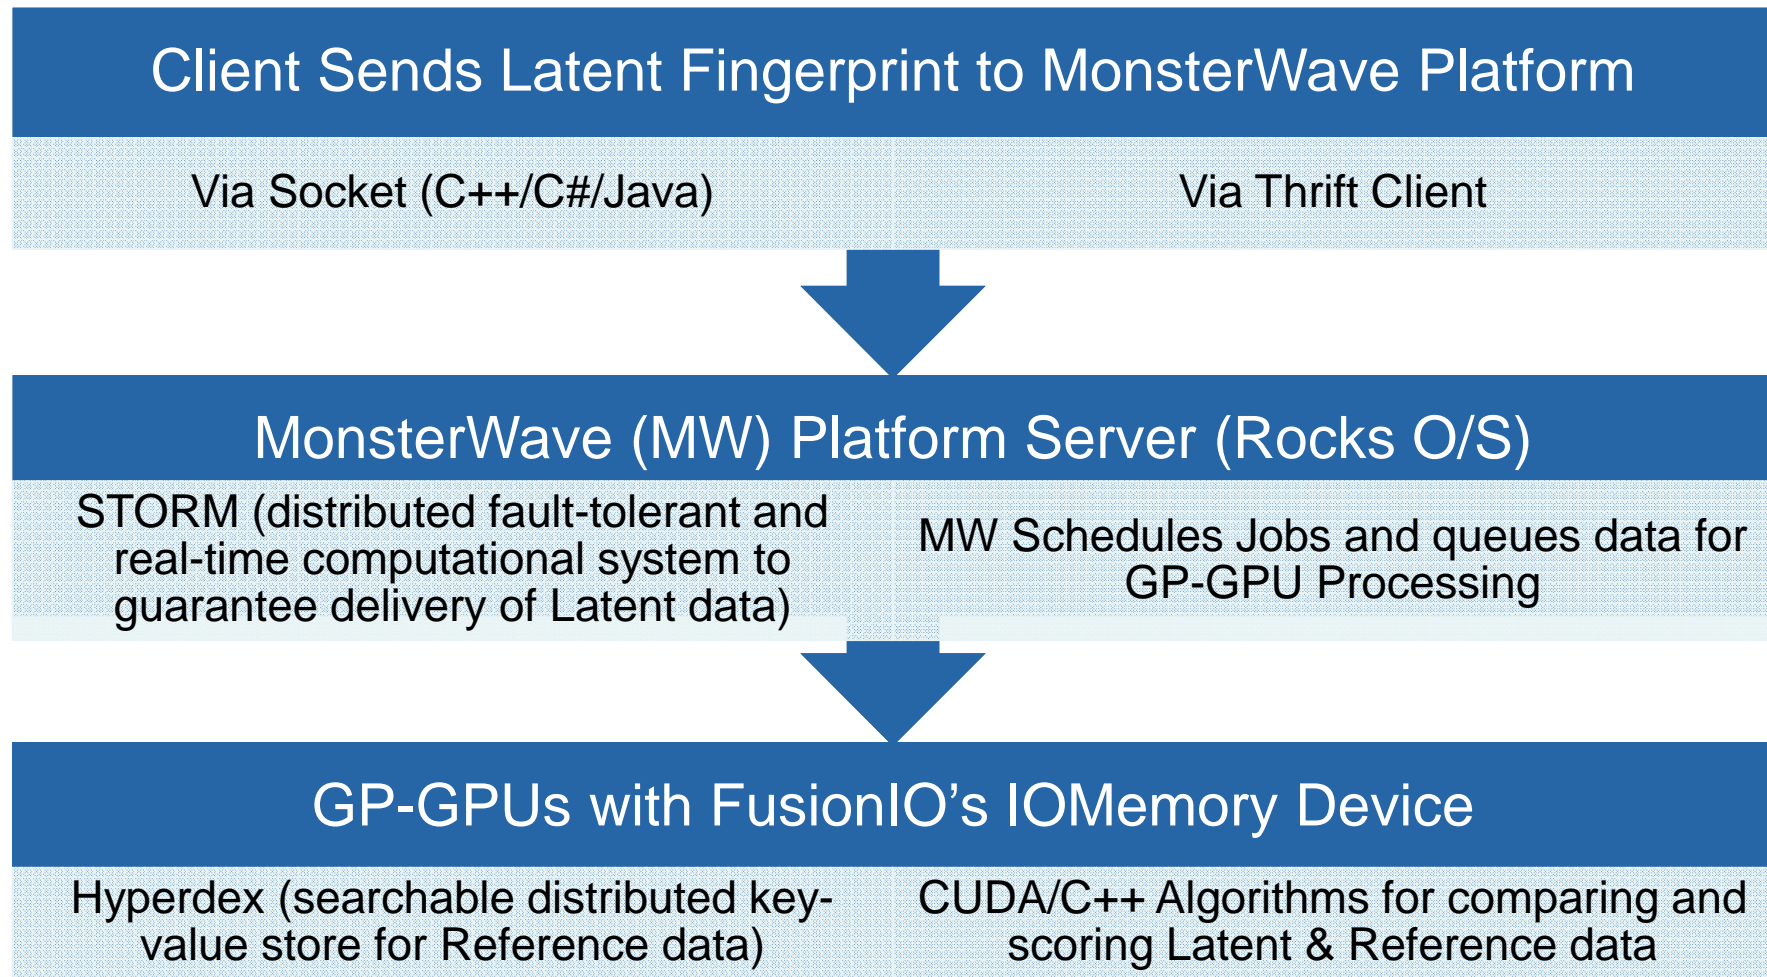 Client Sends Latent Fingerprint to MonsterWave Platform
Via Socket (C++/C#/Java)
Via Thrift Client
MonsterWave (MW) Platform Server (Rocks O/S)
STORM (distributed fault-tolerant and
real-time computational system to
guarantee delivery of Latent data)
MW Schedules Jobs and queues data for
GP-GPU Processing
GP-GPUs with FusionIO’s IOMemory Device
Hyperdex (searchable distributed key-
value store for Reference data)
CUDA/C++ Algorithms for comparing and
scoring Latent & Reference data